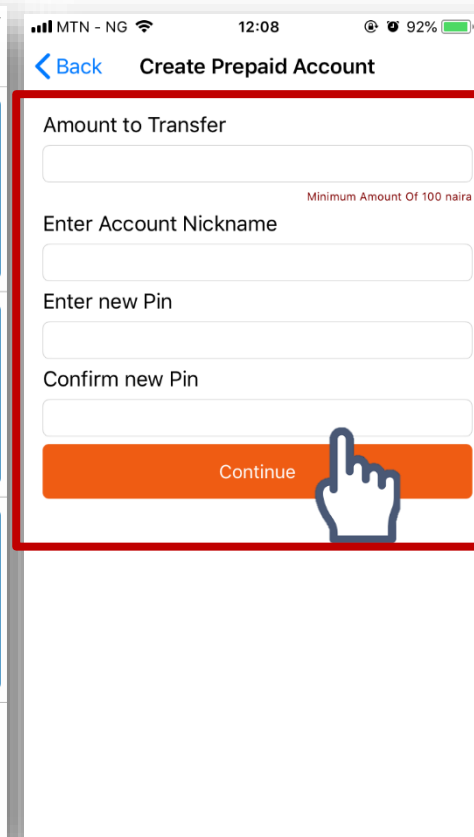 MTN - NG 12:08 92%
Back Create Prepaid Account
Amount to Transfer
Minimum Amount Of 100 naira
Enter Account Nickname
Enter new Pin
Confirm new Pin
Continue